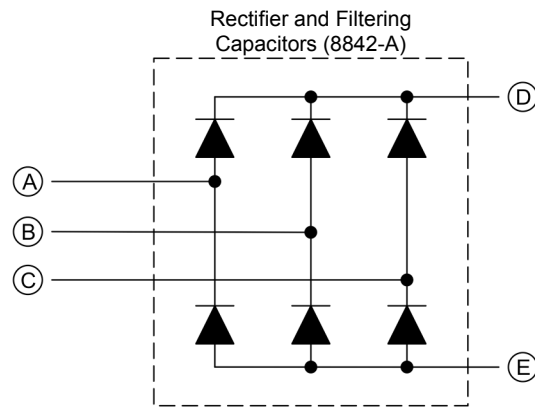 Rectifier and Filtering
Capacitors (8842-A)
D
A
B
C
E